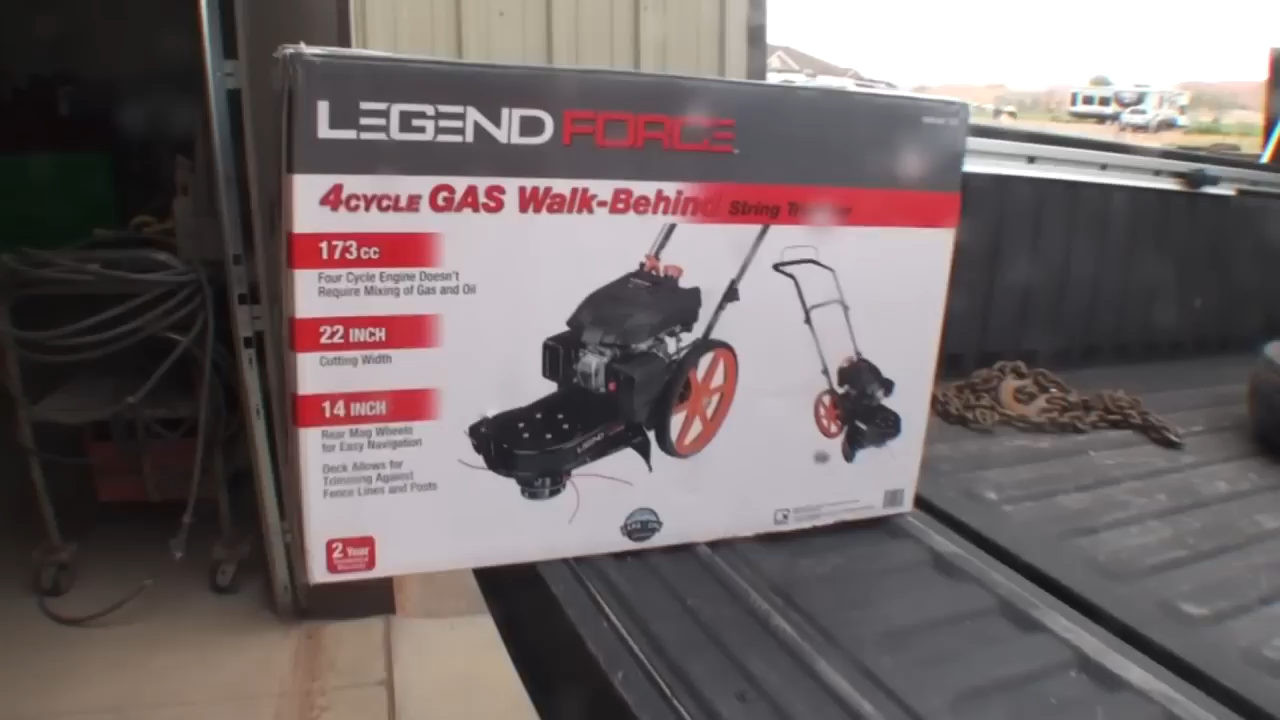 LEGEND FORCE
4CYCLE GAS Walk-Behind String
173cc
Four Cycle Engine Doesn't
Require Mixing of Gas and Oil
22 INCH
Cutting Width
14 INCH
Rear Mag Wheels
for Easy Navigation
Deck Allows for
Trimming Against
Fence Lines and Posts
LEGEND
2 Year